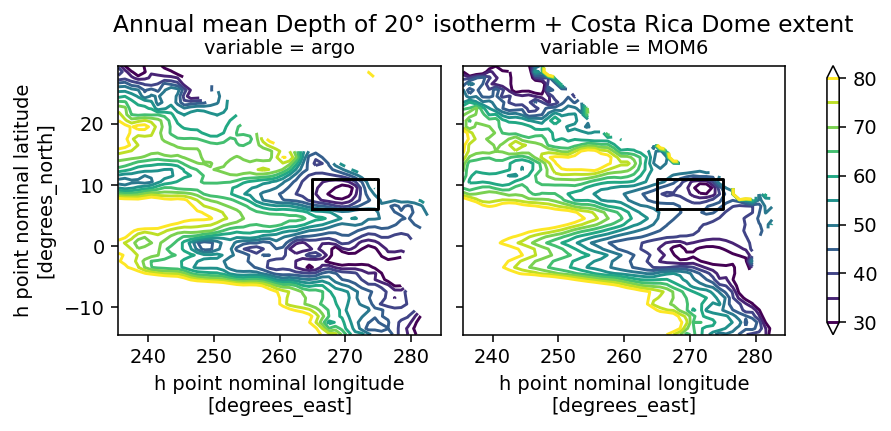 Annual mean Depth of 20° isotherm + Costa Rica Dome extent
variable = argo
variable = MOM6
h point nominal latitude
[degrees_north]
20
10
0
−10
240
250
260
270
280
h point nominal longitude
[degrees_east]
240
250
260
270
280
h point nominal longitude
[degrees_east]
80
70
60
50
40
30